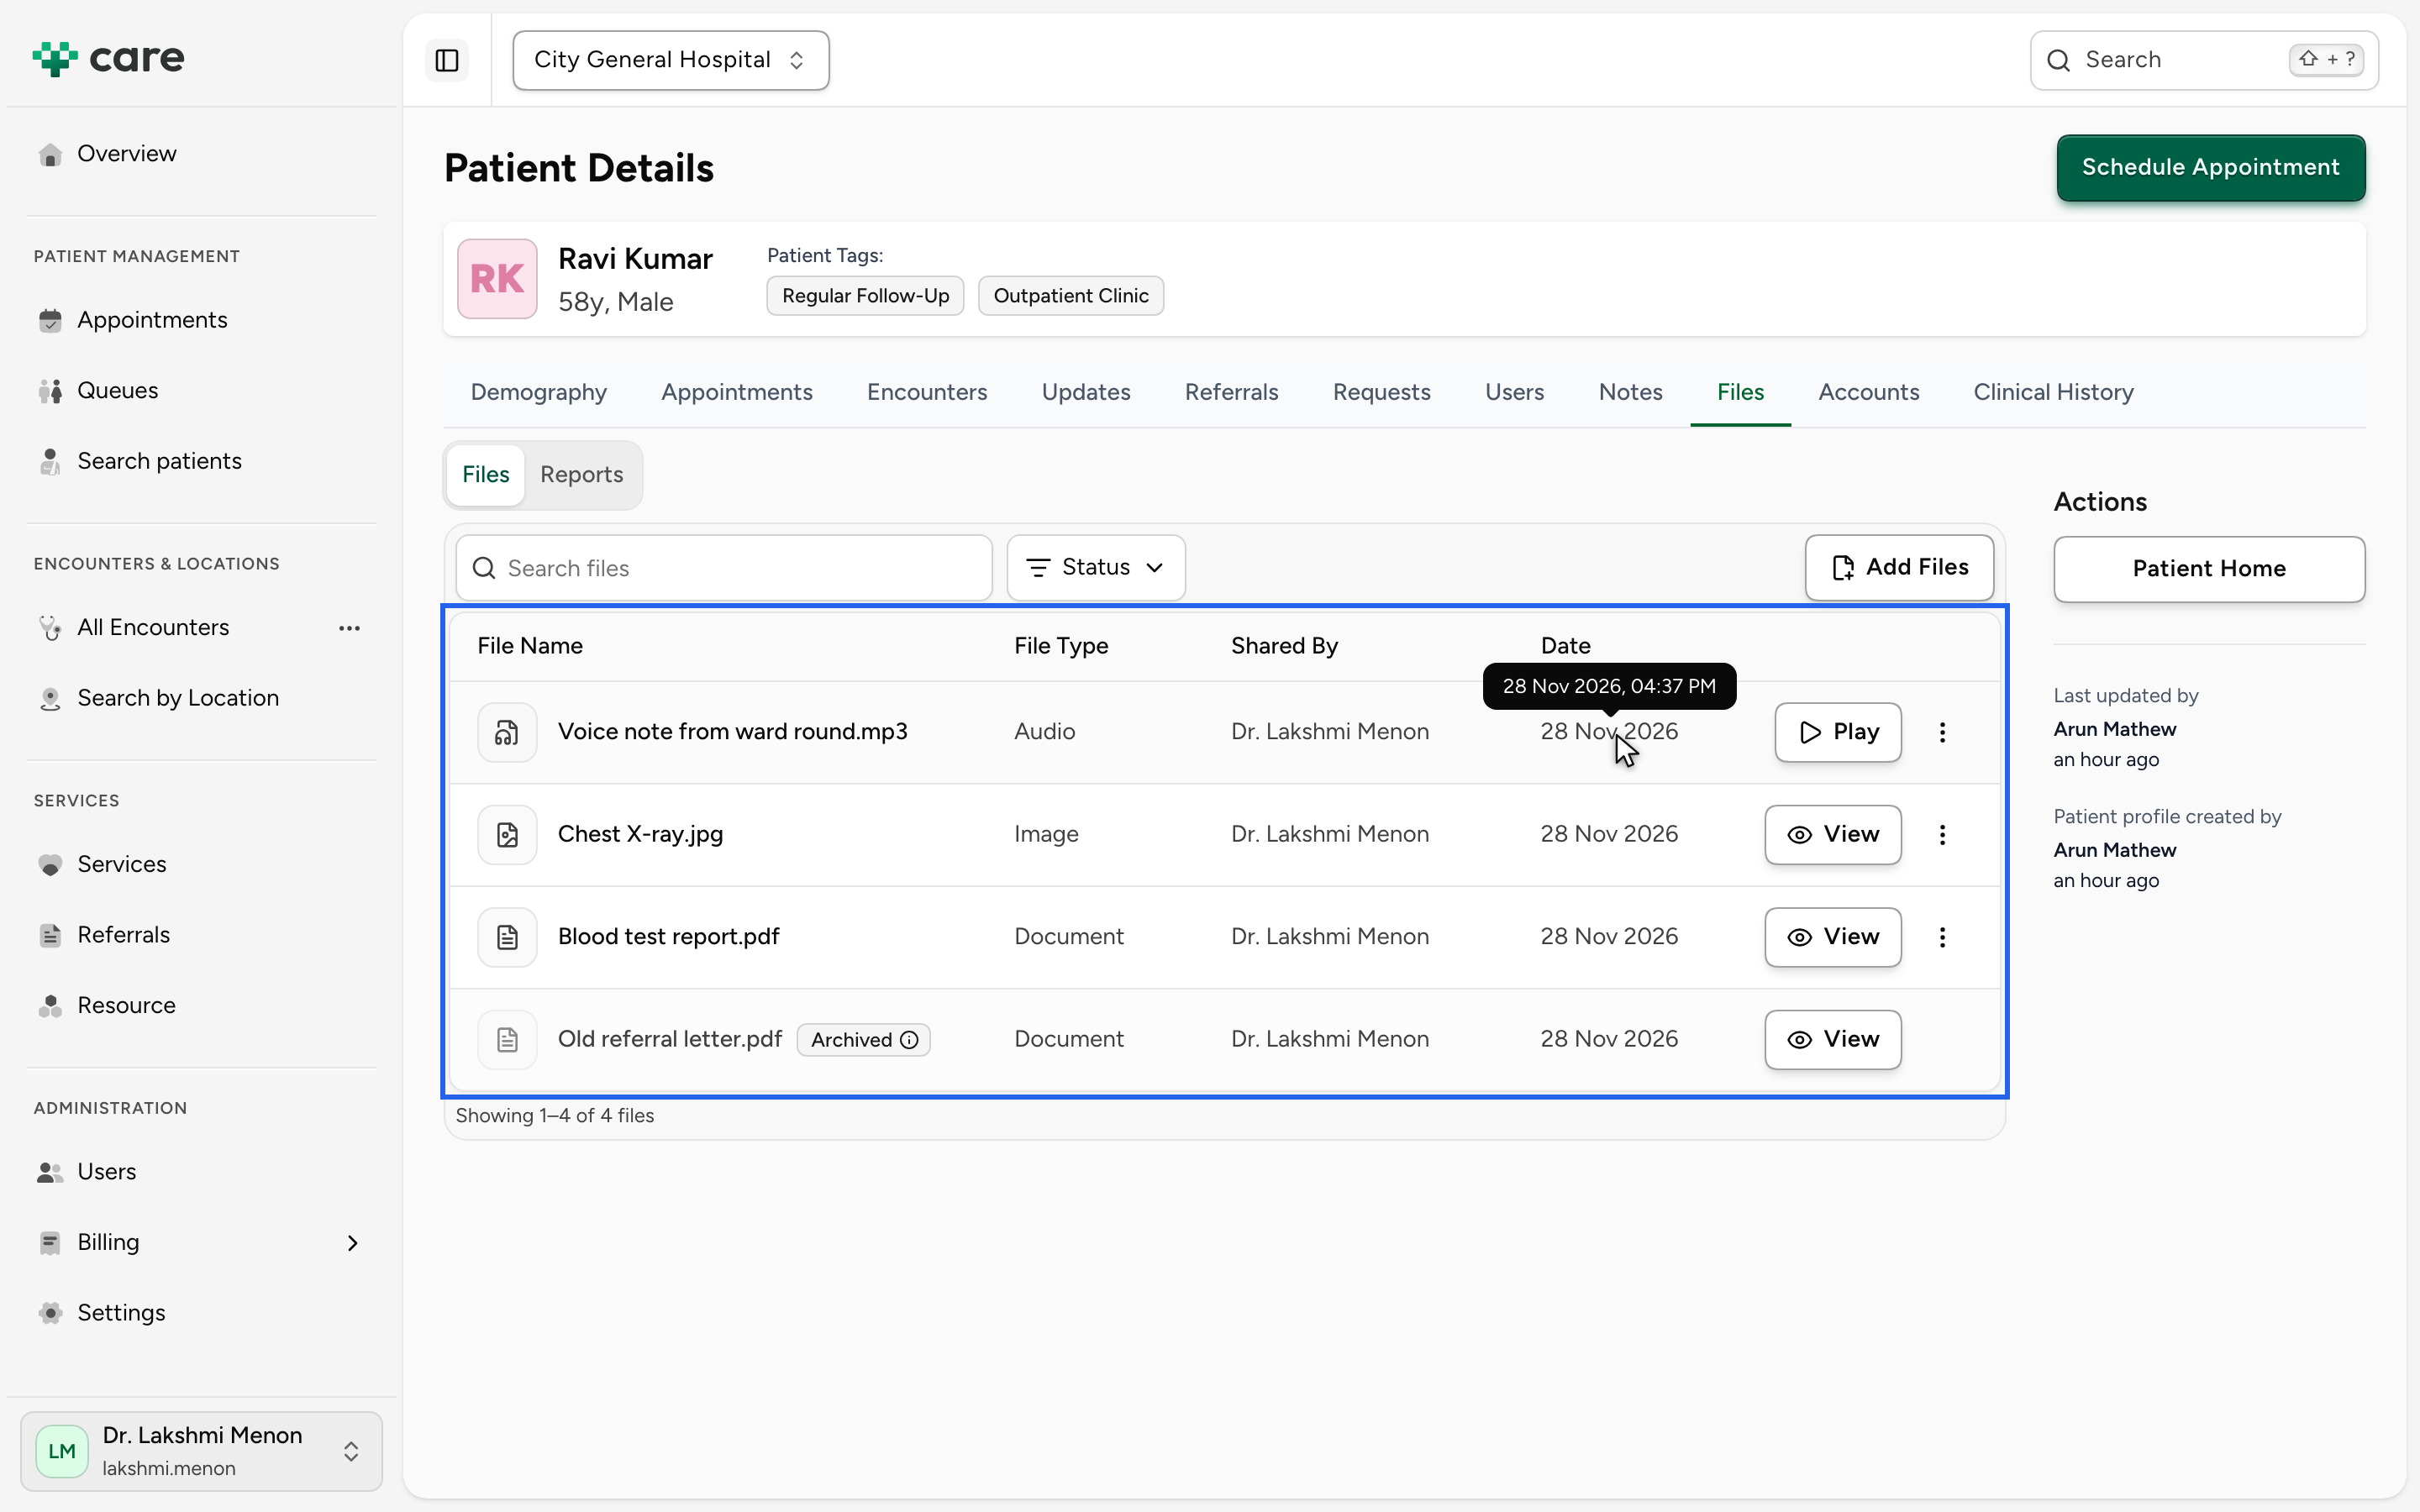 care
Overview
PATIENT MANAGEMENT
Appointments
Queues
Search patients
ENCOUNTERS & LOCATIONS
All Encounters
Search by Location
SERVICES
Services
Referrals
Resource
ADMINISTRATION
Users
Billing
Settings
LM
Dr. Lakshmi Menon
lakshmi.menon
City General Hospital
Search
+ ?
Patient Details
Schedule Appointment
RK
Ravi Kumar
58y, Male
Patient Tags:
Regular Follow-Up
Outpatient Clinic
Demography Appointments Encounters Updates Referrals Requests Users Notes Files Accounts Clinical History
Files Reports
Search files
Status
Add Files
File Name File Type Shared By Date
28 Nov 2026, 04:37 PM
Voice note from ward round.mp3 Audio Dr. Lakshmi Menon 28 Nov 2026 Play
Chest X-ray.jpg Image Dr. Lakshmi Menon 28 Nov 2026 View
Blood test report.pdf Document Dr. Lakshmi Menon 28 Nov 2026 View
Old referral letter.pdf Archived Document Dr. Lakshmi Menon 28 Nov 2026 View
Showing 1–4 of 4 files
Actions
Patient Home
Last updated by
Arun Mathew
an hour ago
Patient profile created by
Arun Mathew
an hour ago